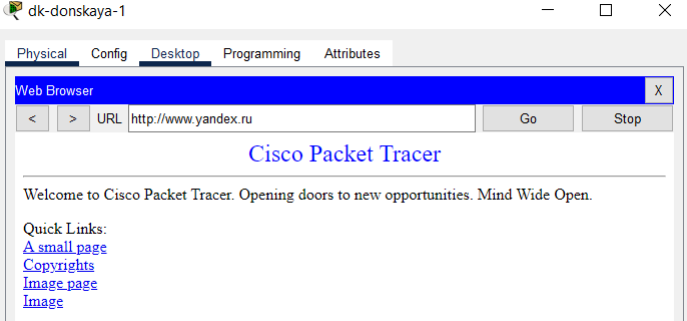 dk-donskaya-1
Physical Config Desktop Programming Attributes
Web Browser X
< > URL http://www.yandex.ru Go Stop
Cisco Packet Tracer
Welcome to Cisco Packet Tracer. Opening doors to new opportunities. Mind Wide Open.
Quick Links:
A small page
Copyrights
Image page
Image